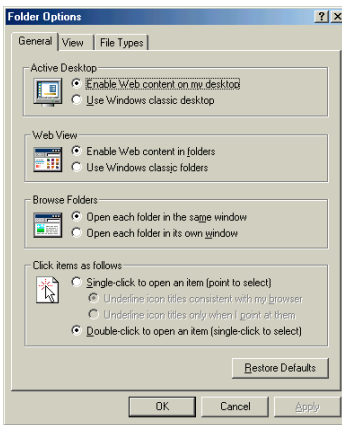 Folder Options
General View File Types
Active Desktop
Enable Web content on my desktop
Use Windows classic desktop
Web View
Enable Web content in folders
Use Windows classic folders
Browse Folders
Open each folder in the same window
Open each folder in its own window
Click items as follows
Single-click to open an item (point to select)
Underline icon titles consistent with my browser
Underline icon titles only when I point at them
Double-click to open an item (single-click to select)
Restore Defaults
OK Cancel Apply